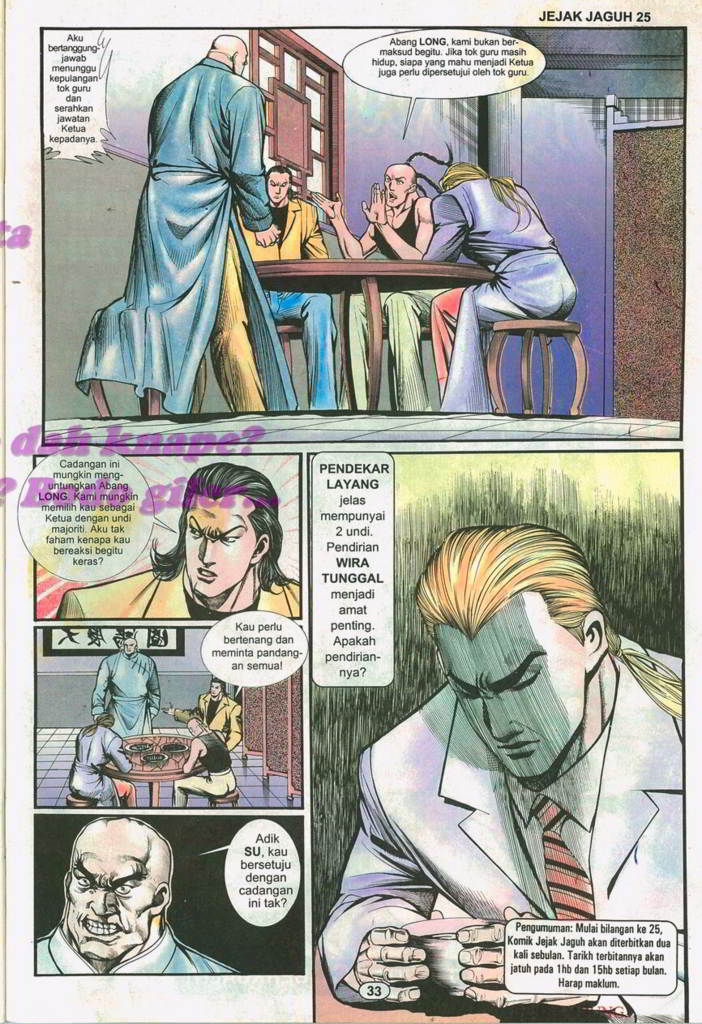 JEJAK JAGUH 25
Aku
bertanggung-
jawab
menunggu
kepulangan
tok guru
dan
serahkan
jawatan
Ketua
kepadanya.
Abang LONG, kami bukan ber-
maksud begitu. Jika tok guru masih
hidup, siapa yang mahu menjadi Ketua
juga perlu dipersetujui oleh tok guru.
Cadangan ini
mungkin meng-
untungkan Abang
LONG. Kami mungkin
memilih kau sebagai
Ketua dengan undi
majoriti. Aku tak
faham kenapa kau
bereaksi begitu
keras?
Kau perlu
bertenang dan
meminta pandang-
an semua!
Adik
SU, kau
bersetuju
dengan
cadangan
ini tak?
PENDEKAR
LAYANG
jelas
mempunyai
2 undi.
Pendirian
WIRA
TUNGGAL
menjadi
amat
penting.
Apakah
pendirian-
nya?
Pengumuman: Mulai bilangan ke 25,
Komik Jejak Jaguh akan diterbitkan dua
kali sebulan. Tarikh terbitannya akan
jatuh pada 1hb dan 15hb setiap bulan.
Harap maklum.
33
dah knape?